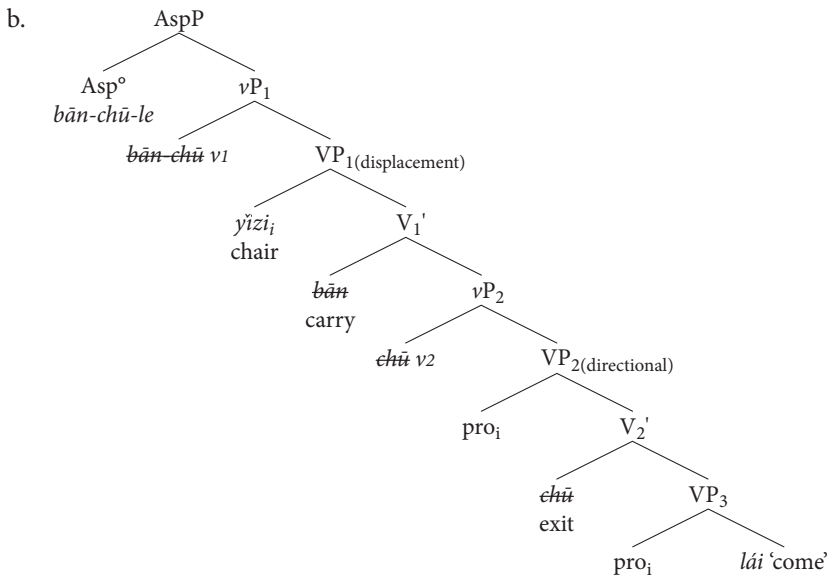 b. AspP
Asp° vP1
bān-chū-le
bān-chū v1 VP1(displacement)
yǐzii V1'
chair
bān vP2
carry
chū v2 VP2(directional)
proi V2'
chū VP3
exit
proi lái ‘come’